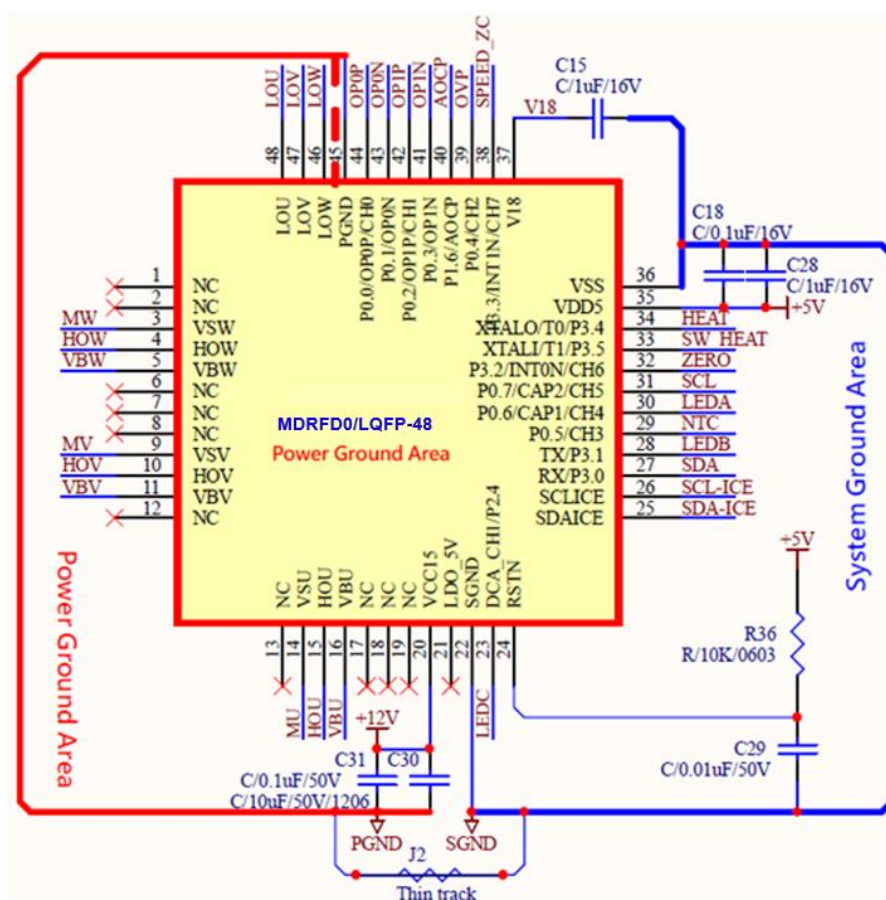 LOU
LOV
LOW
OP0P
OP0N
OP1P
OP1N
AOCP
OVP
SPEED_ZC
C15
C/1uF/16V
V18
48
47
46
45
44
43
42
41
40
39
38
37
LOU
LOV
LOW
PGND
P0.0/OP0P/CH0
P0.1/OP0N
P0.2/OP1P/CH1
P0.3/OP1N
P1.6/AOCP
P0.4/CH2
P3.3/INT1N/CH7
V18
C18
C/0.1uF/16V
C28
C/1uF/16V
+5V
1 NC
2 NC
MW 3 VSW
HOW 4 HOW
VBW 5 VBW
6 NC
7 NC
8 NC
MV 9 VSV
HOV 10 HOV
VBV 11 VBV
12 NC
MDRFD0/LQFP-48
Power Ground Area
VSS 36
VDD5 35
XTALO/T0/P3.4 34 HEAT
XTALI/T1/P3.5 33 SW_HEAT
P3.2/INT0N/CH6 32 ZERO
P0.7/CAP2/CH5 31 SCL
P0.6/CAP1/CH4 30 LEDA
P0.5/CH3 29 NTC
TX/P3.1 28 LEDB
RX/P3.0 27 SDA
SCLICE 26 SCL-ICE
SDAICE 25 SDA-ICE
System Ground Area
Power Ground Area
NC
VSU
HOU
VBU
NC
NC
NC
VCC15
LDO_5V
SGND
DCA_CH1/P2.4
RSTN
13
14
15
16
17
18
19
20
21
22
23
24
MU
HOU
VBU
LEDC
+5V
R36
R/10K/0603
+12V
C31
C30
C/0.1uF/50V
C/10uF/50V/1206
C29
C/0.01uF/50V
PGND
SGND
J2
Thin track